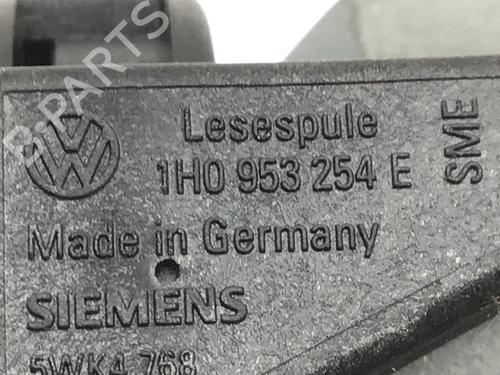 Lesespule
1H0 953 254 E
SME
Made in Germany
SIEMENS
5WK4 768
B-PARTS